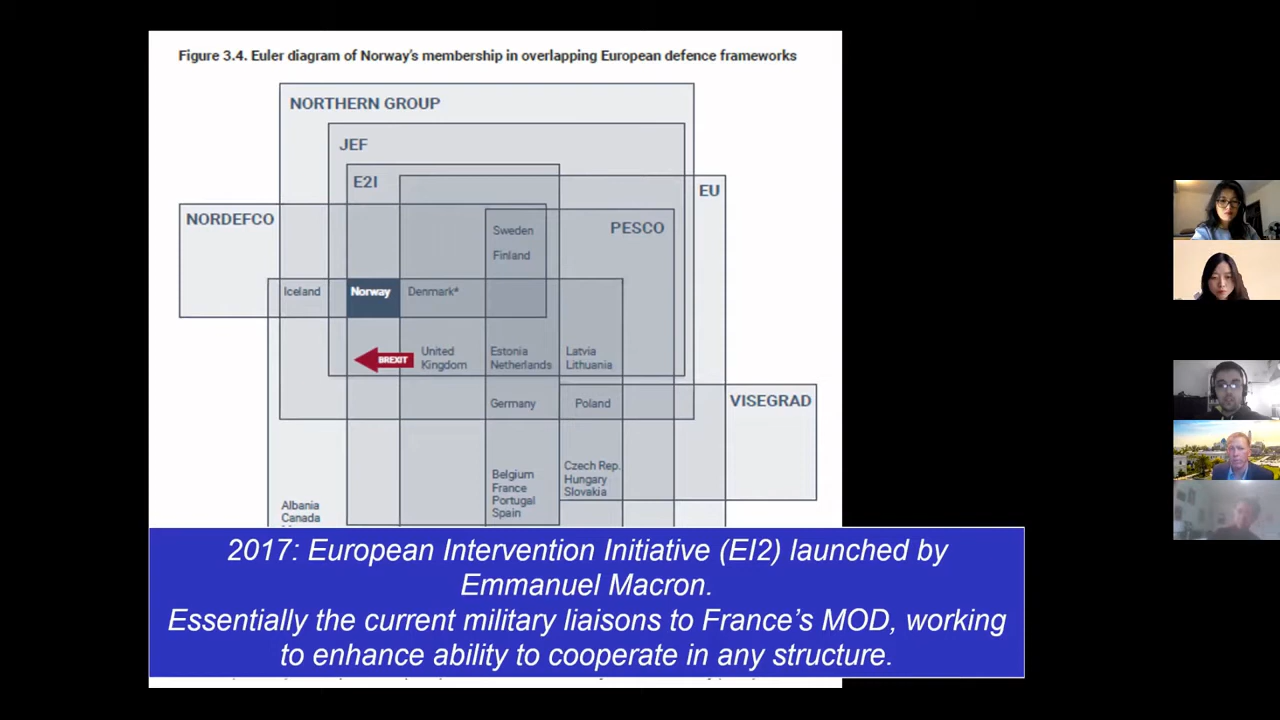 Figure 3.4. Euler diagram of Norway's membership in overlapping European defence frameworks
NORTHERN GROUP
JEF
E2I
EU
NORDEFCO
PESCO
Sweden
Finland
Iceland
Norway
Denmark*
BREXIT
United
Kingdom
Estonia
Netherlands
Latvia
Lithuania
Germany
Poland
VISEGRAD
Czech Rep.
Hungary
Slovakia
Belgium
France
Portugal
Spain
Albania
Canada
2017: European Intervention Initiative (EI2) launched by
Emmanuel Macron.
Essentially the current military liaisons to France's MOD, working
to enhance ability to cooperate in any structure.